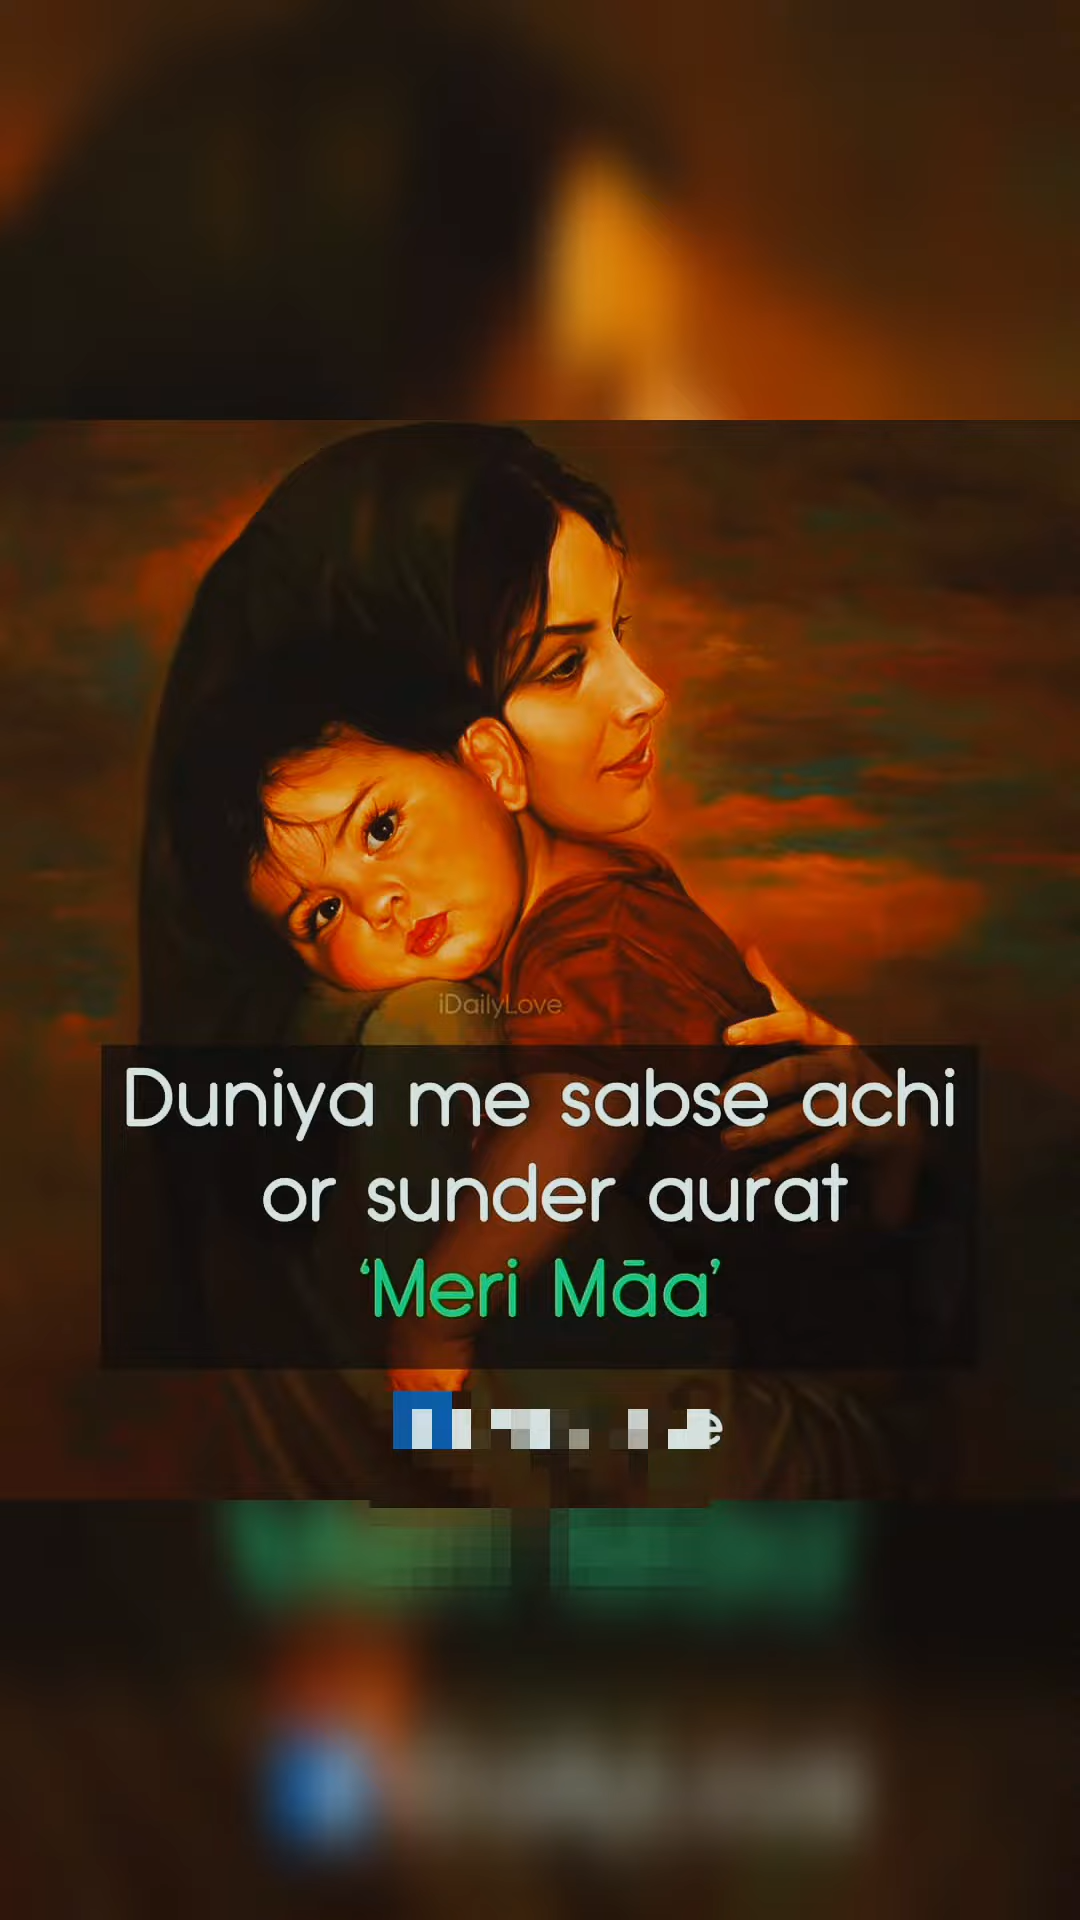 iDailyLove
Duniya me sabse achi
or sunder aurat
‘Meri Māa’